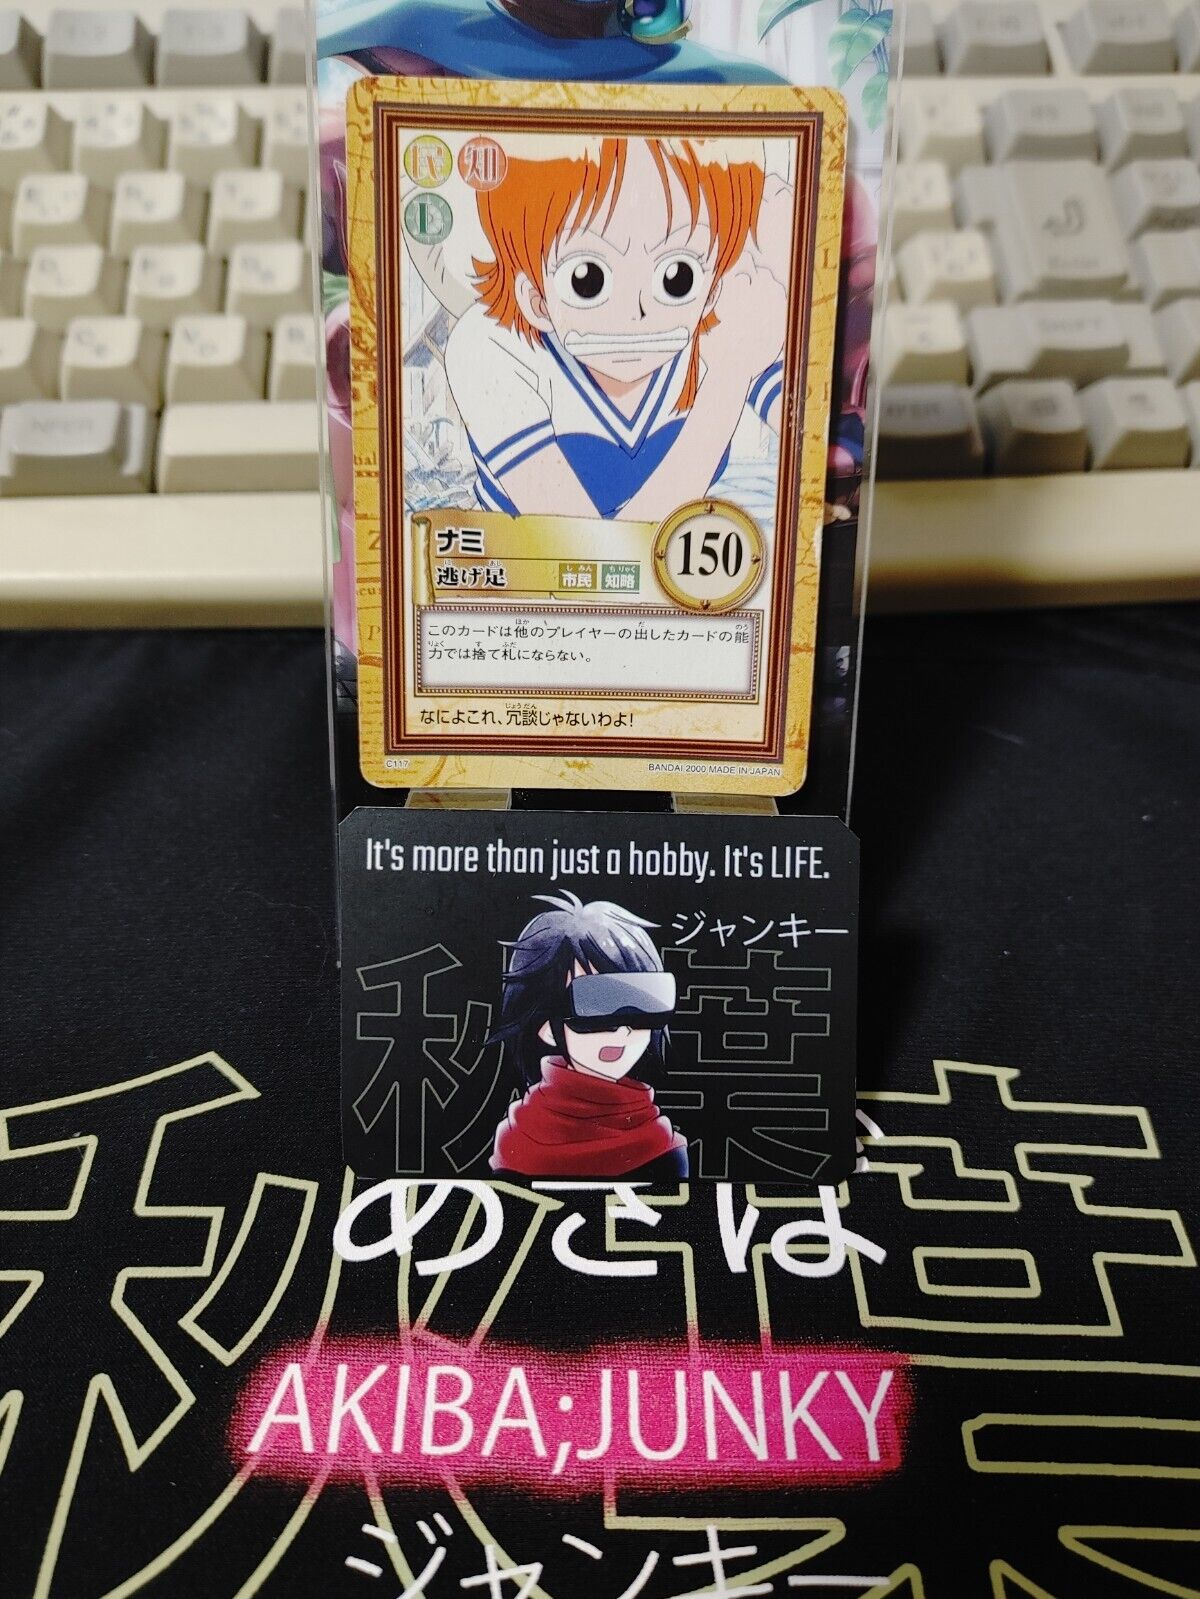 民 知
L
ナミ
逃げ足
市民 知略
150
このカードは他のプレイヤーの出したカードの能
力では捨て札にならない。
なによこれ、冗談じゃないわよ!
C117
BANDAI 2000 MADE IN JAPAN
It's more than just a hobby. It's LIFE.
ジャンキー
秋葉
AKIBA;JUNKY
ジャンキー